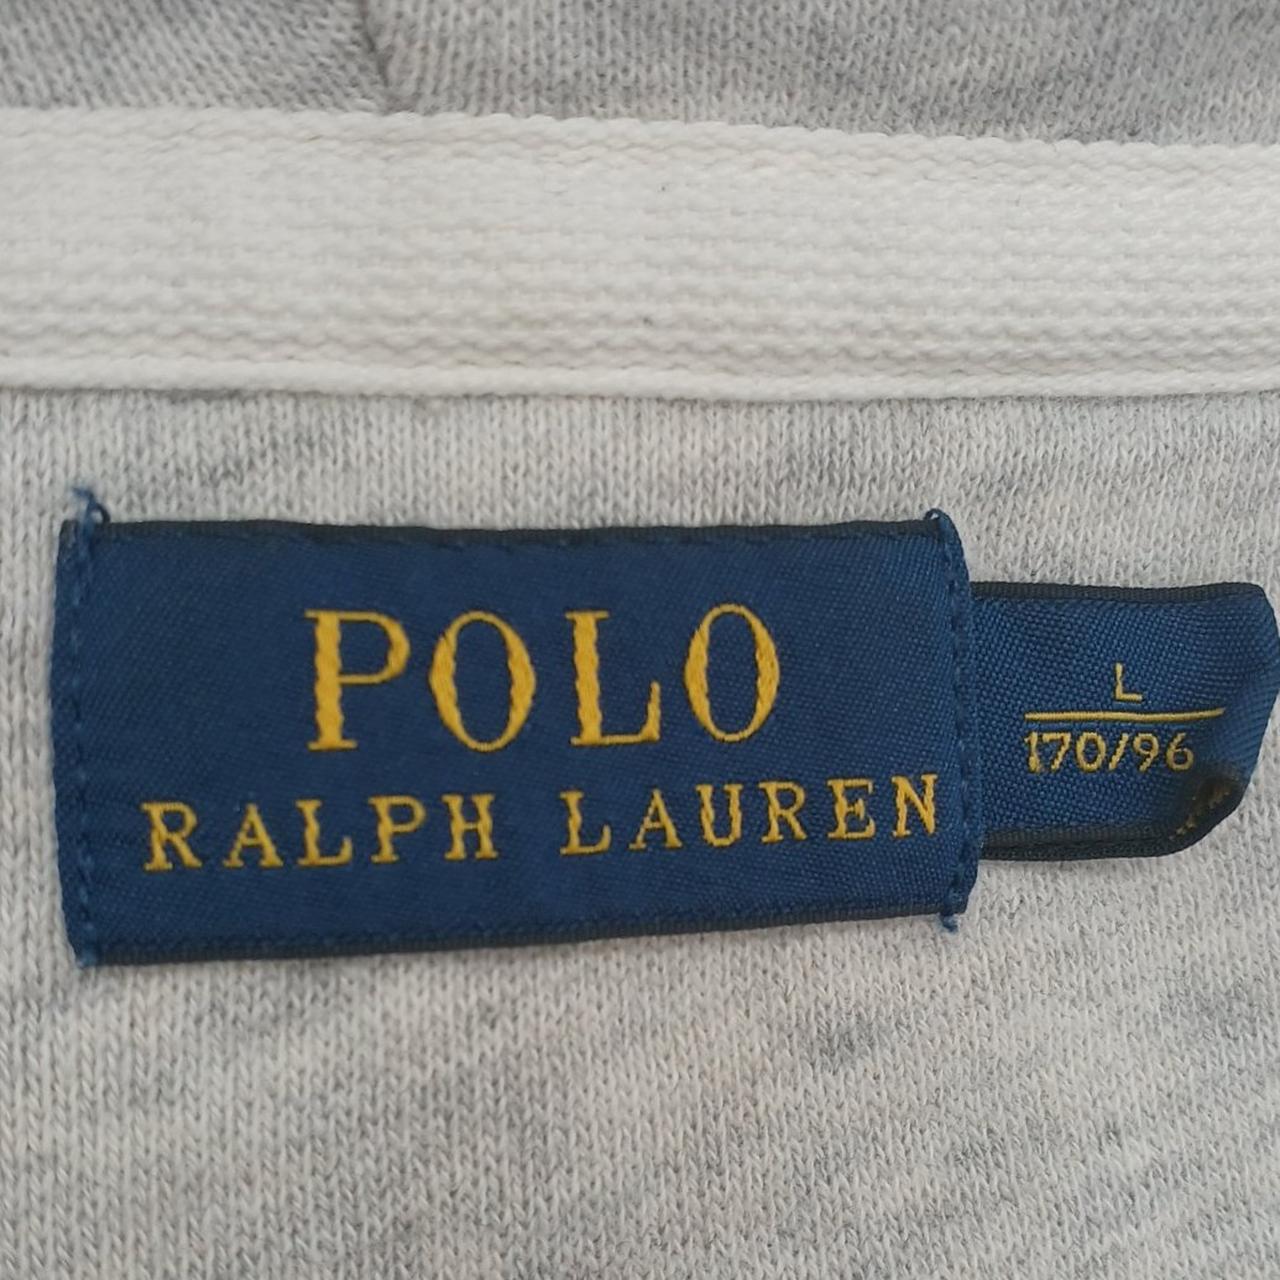 POLO
RALPH LAUREN
L
170/96